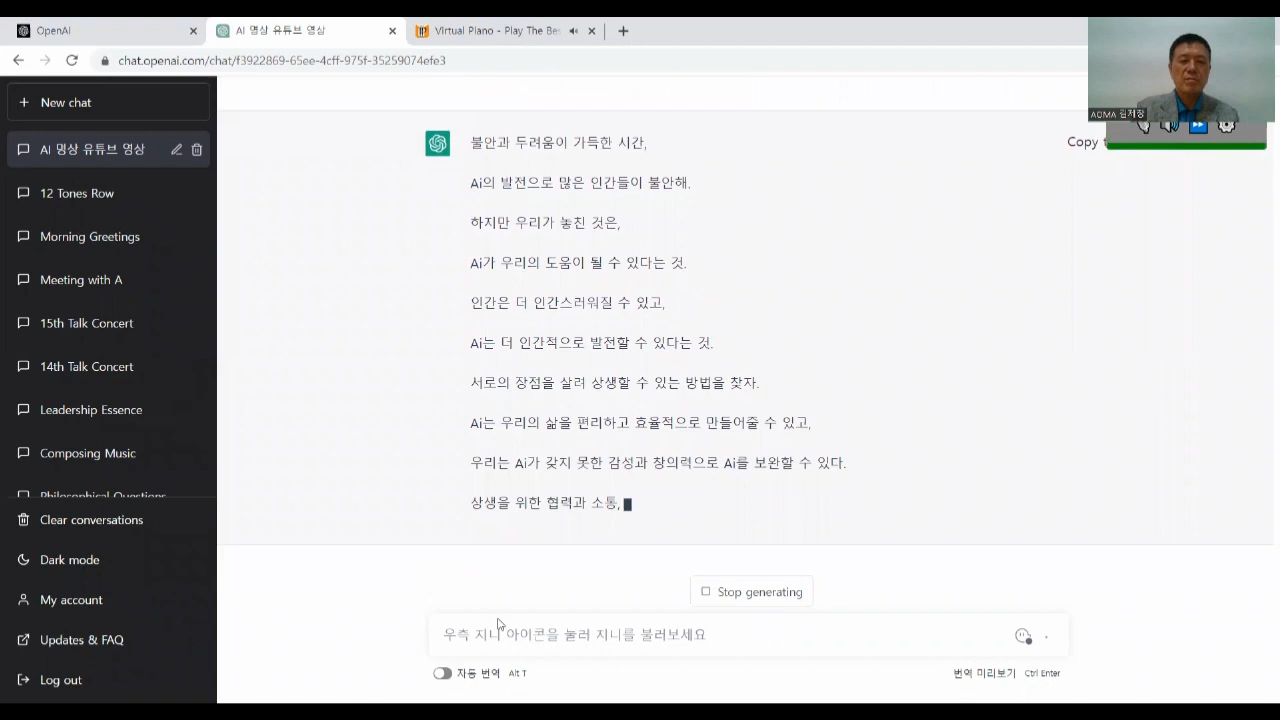 OpenAI
AI 명상 유튜브 영상
Virtual Piano - Play The Bes
chat.openai.com/chat/f3922869-65ee-4cff-975f-35259074efe3
AOMA 김재창
New chat
AI 명상 유튜브 영상
12 Tones Row
Morning Greetings
Meeting with A
15th Talk Concert
14th Talk Concert
Leadership Essence
Composing Music
Philosophical Questions
Clear conversations
Dark mode
My account
Updates & FAQ
Log out
불안과 두려움이 가득한 시간,
Copy t
Ai의 발전으로 많은 인간들이 불안해.
하지만 우리가 놓친 것은,
Ai가 우리의 도움이 될 수 있다는 것.
인간은 더 인간스러워질 수 있고,
Ai는 더 인간적으로 발전할 수 있다는 것.
서로의 장점을 살려 상생할 수 있는 방법을 찾자.
Ai는 우리의 삶을 편리하고 효율적으로 만들어줄 수 있고,
우리는 Ai가 갖지 못한 감성과 창의력으로 Ai를 보완할 수 있다.
상생을 위한 협력과 소통,
Stop generating
우측 지니 아이콘을 눌러 지니를 불러보세요
자동 번역 Alt T
번역 미리보기 Ctrl Enter